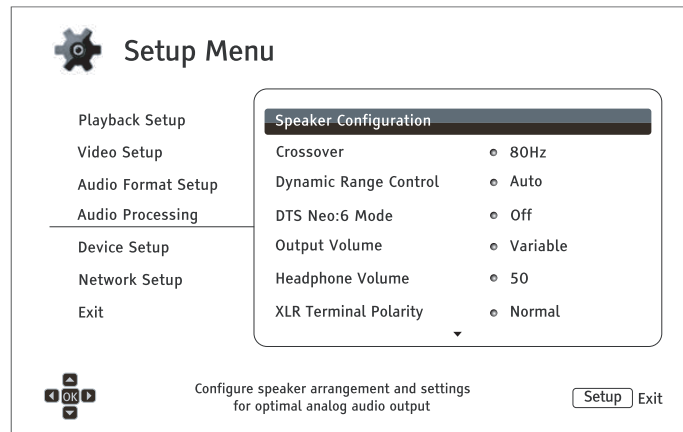 Setup Menu
Playback Setup
Video Setup
Audio Format Setup
Audio Processing
Device Setup
Network Setup
Exit
Speaker Configuration
Crossover 80Hz
Dynamic Range Control Auto
DTS Neo:6 Mode Off
Output Volume Variable
Headphone Volume 50
XLR Terminal Polarity Normal
OK
Configure speaker arrangement and settings
for optimal analog audio output
Setup Exit